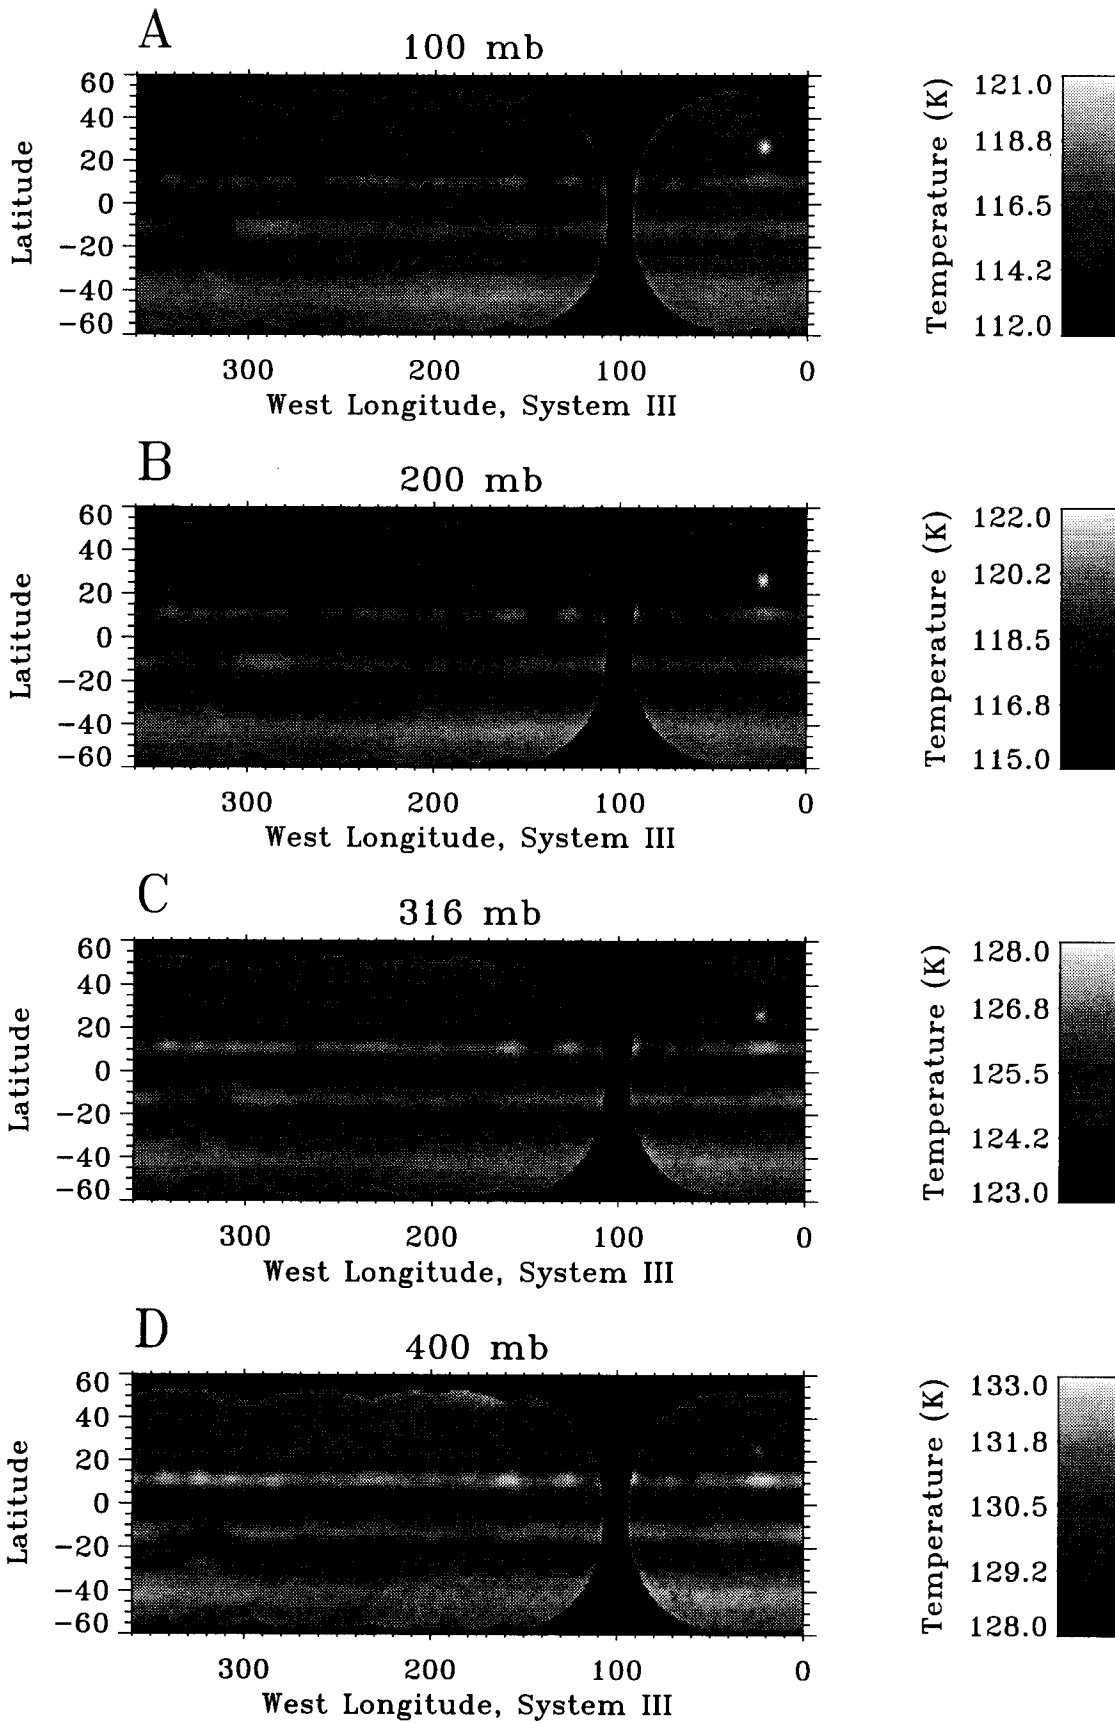 A
100 mb
60
40
20
0
−20
−40
−60
Latitude
300 200 100 0
West Longitude, System III
Temperature (K)
121.0
118.8
116.5
114.2
112.0
B
200 mb
60
40
20
0
−20
−40
−60
Latitude
300 200 100 0
West Longitude, System III
Temperature (K)
122.0
120.2
118.5
116.8
115.0
C
316 mb
60
40
20
0
−20
−40
−60
Latitude
300 200 100 0
West Longitude, System III
Temperature (K)
128.0
126.8
125.5
124.2
123.0
D
400 mb
60
40
20
0
−20
−40
−60
Latitude
300 200 100 0
West Longitude, System III
Temperature (K)
133.0
131.8
130.5
129.2
128.0